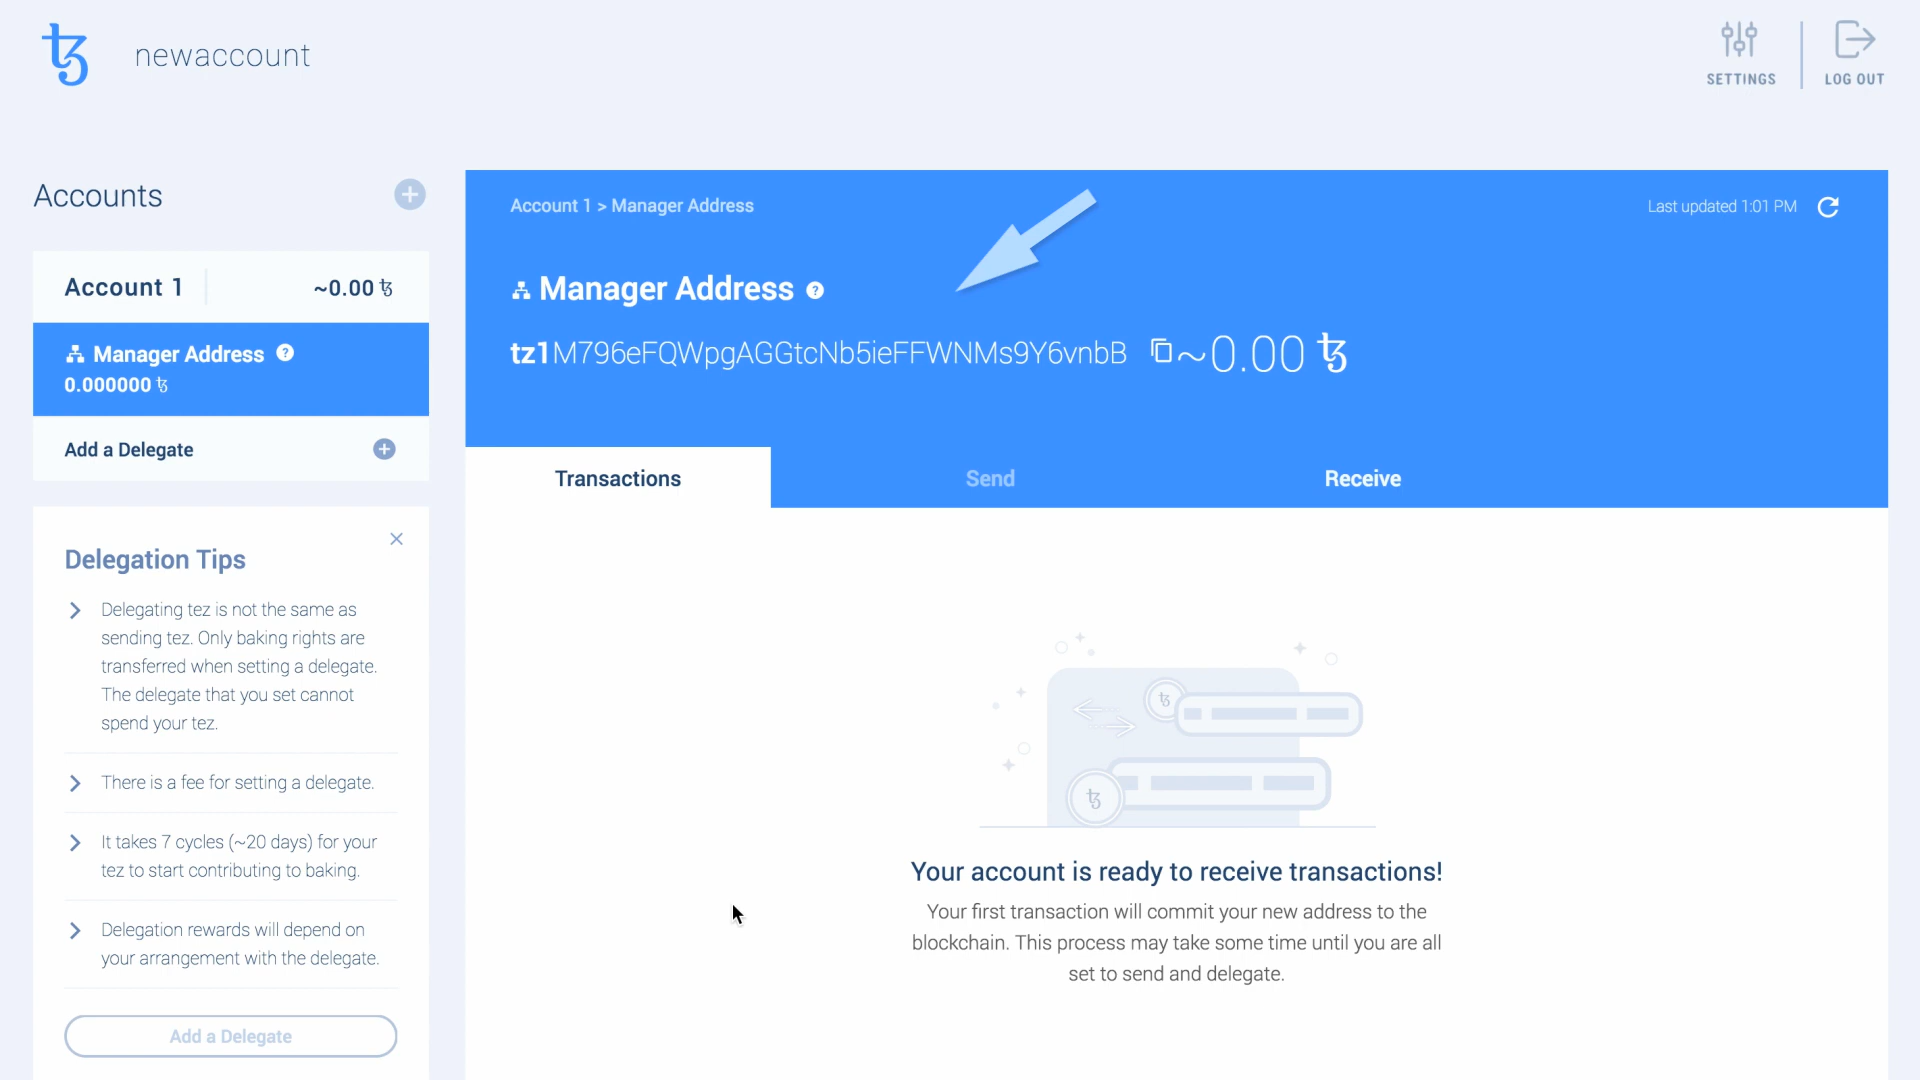 newaccount
SETTINGS
LOG OUT
Accounts
Account 1
~0.00 ꜩ
Manager Address
0.000000 ꜩ
Add a Delegate
Delegation Tips
Delegating tez is not the same as
sending tez. Only baking rights are
transferred when setting a delegate.
The delegate that you set cannot
spend your tez.
There is a fee for setting a delegate.
It takes 7 cycles (~20 days) for your
tez to start contributing to baking.
Delegation rewards will depend on
your arrangement with the delegate.
Add a Delegate
Account 1 > Manager Address
Last updated 1:01 PM
Manager Address
tz1M796eFQWpgAGGtcNb5ieFFWNMs9Y6vnbB ~0.00 ꜩ
Transactions
Send
Receive
Your account is ready to receive transactions!
Your first transaction will commit your new address to the
blockchain. This process may take some time until you are all
set to send and delegate.